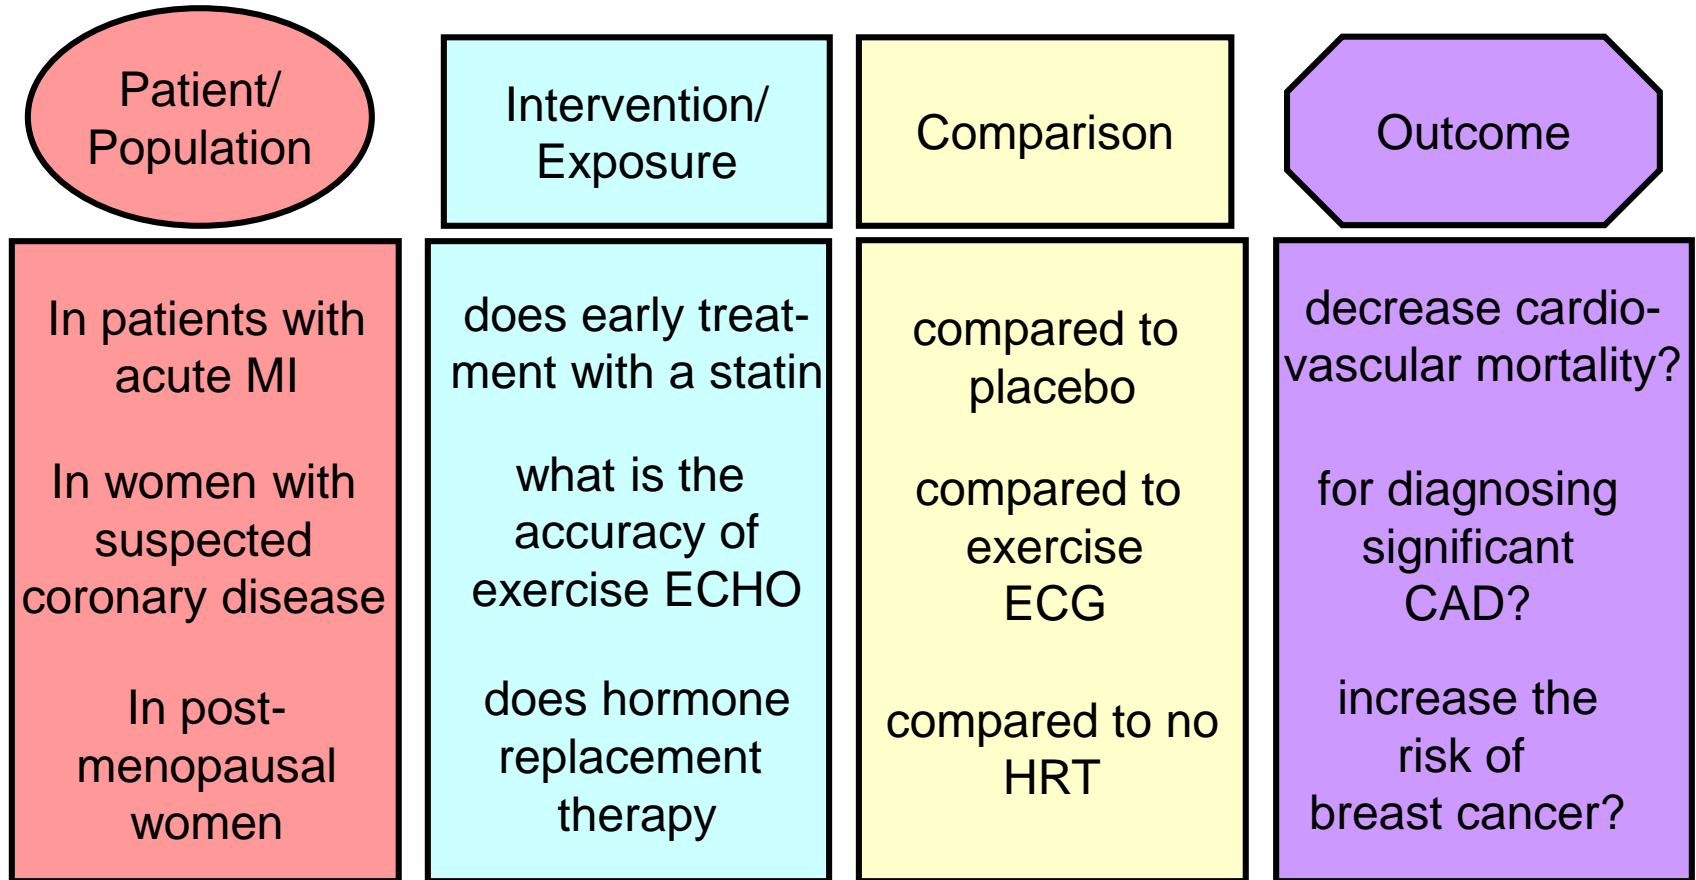 Patient/
Population
Intervention/
Exposure
Comparison
Outcome
In patients with
acute MI
does early treat-
ment with a statin
compared to
placebo
decrease cardio-
vascular mortality?
In women with
suspected
coronary disease
what is the
accuracy of
exercise ECHO
compared to
exercise
ECG
for diagnosing
significant
CAD?
In post-
menopausal
women
does hormone
replacement
therapy
compared to no
HRT
increase the
risk of
breast cancer?